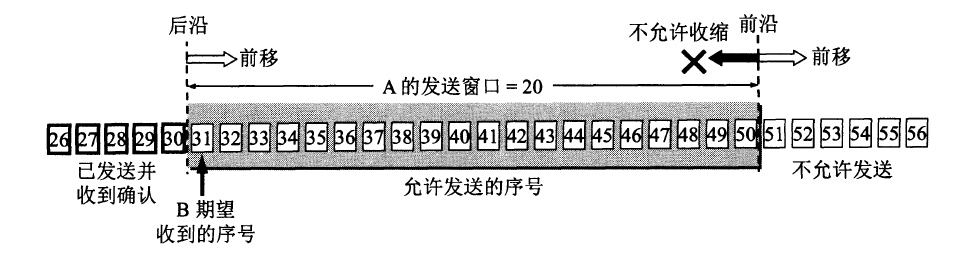 后沿
不允许收缩
前沿
前移
前移
A 的发送窗口 = 20
26 27 28 29 30 31 32 33 34 35 36 37 38 39 40 41 42 43 44 45 46 47 48 49 50 51 52 53 54 55 56
已发送并
收到确认
允许发送的序号
不允许发送
B 期望
收到的序号